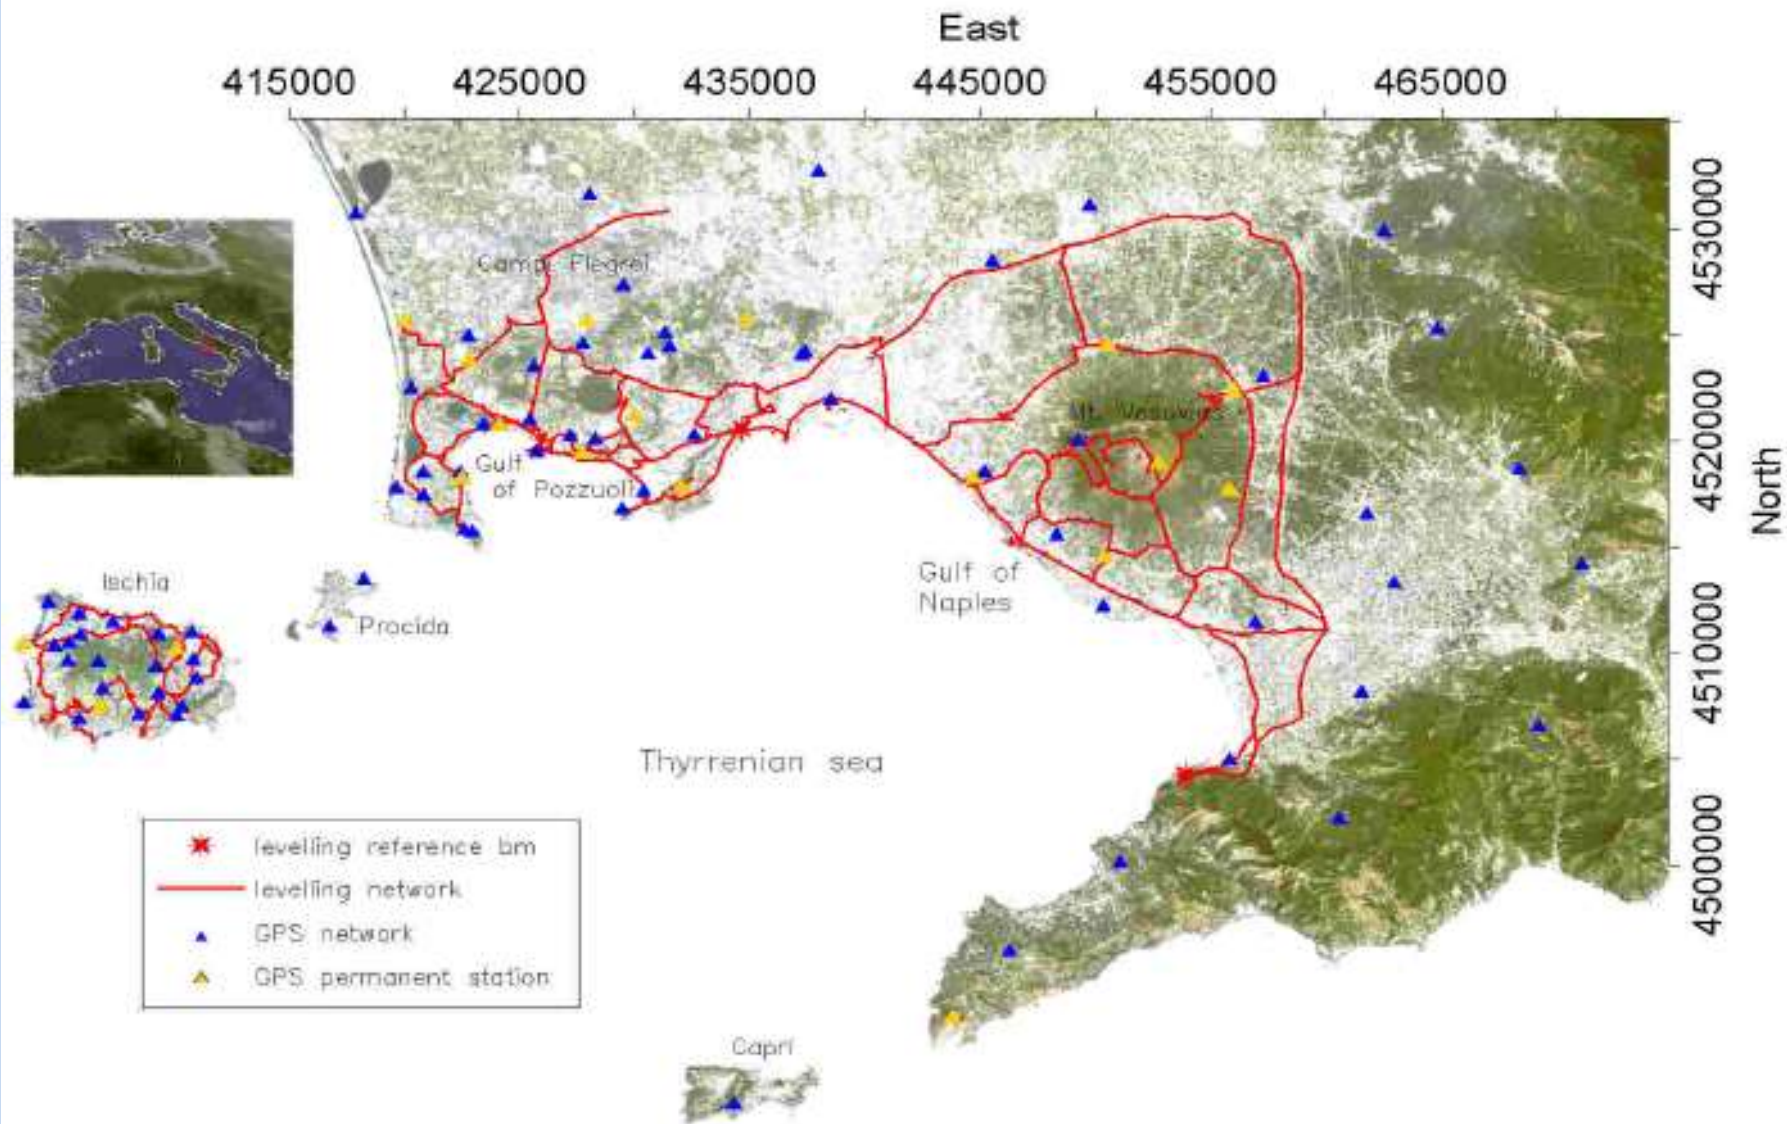 East
415000 425000 435000 445000 455000 465000
4530000
4520000
4510000
4500000
North
Campi Flegrei
Mt. Vesuvius
Gulf
of Pozzuoli
Gulf of
Naples
Ischia
Procida
Thyrrenian sea
levelling reference bm
levelling network
GPS network
GPS permanent station
Capri